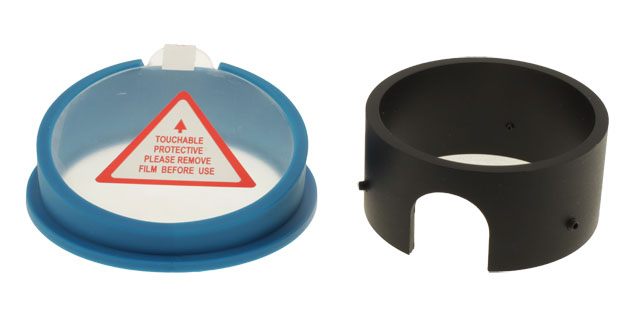 TOUCHABLE
PROTECTIVE
PLEASE REMOVE
FILM BEFORE USE